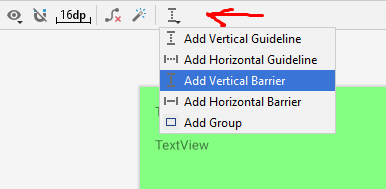 16dp
Add Vertical Guideline
Add Horizontal Guideline
Add Vertical Barrier
Add Horizontal Barrier
Add Group
TextView